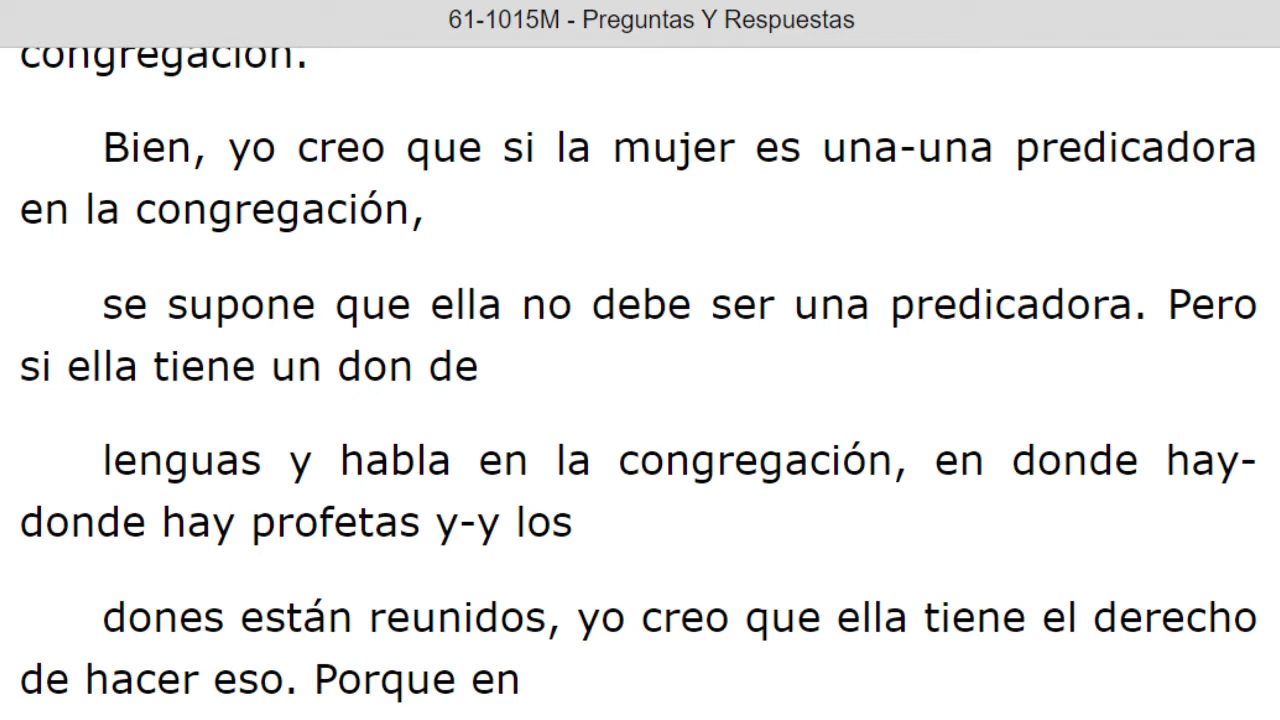 61-1015M - Preguntas Y Respuestas
congregación.
Bien, yo creo que si la mujer es una-una predicadora
en la congregación,
se supone que ella no debe ser una predicadora. Pero
si ella tiene un don de
lenguas y habla en la congregación, en donde hay-
donde hay profetas y-y los
dones están reunidos, yo creo que ella tiene el derecho
de hacer eso. Porque en